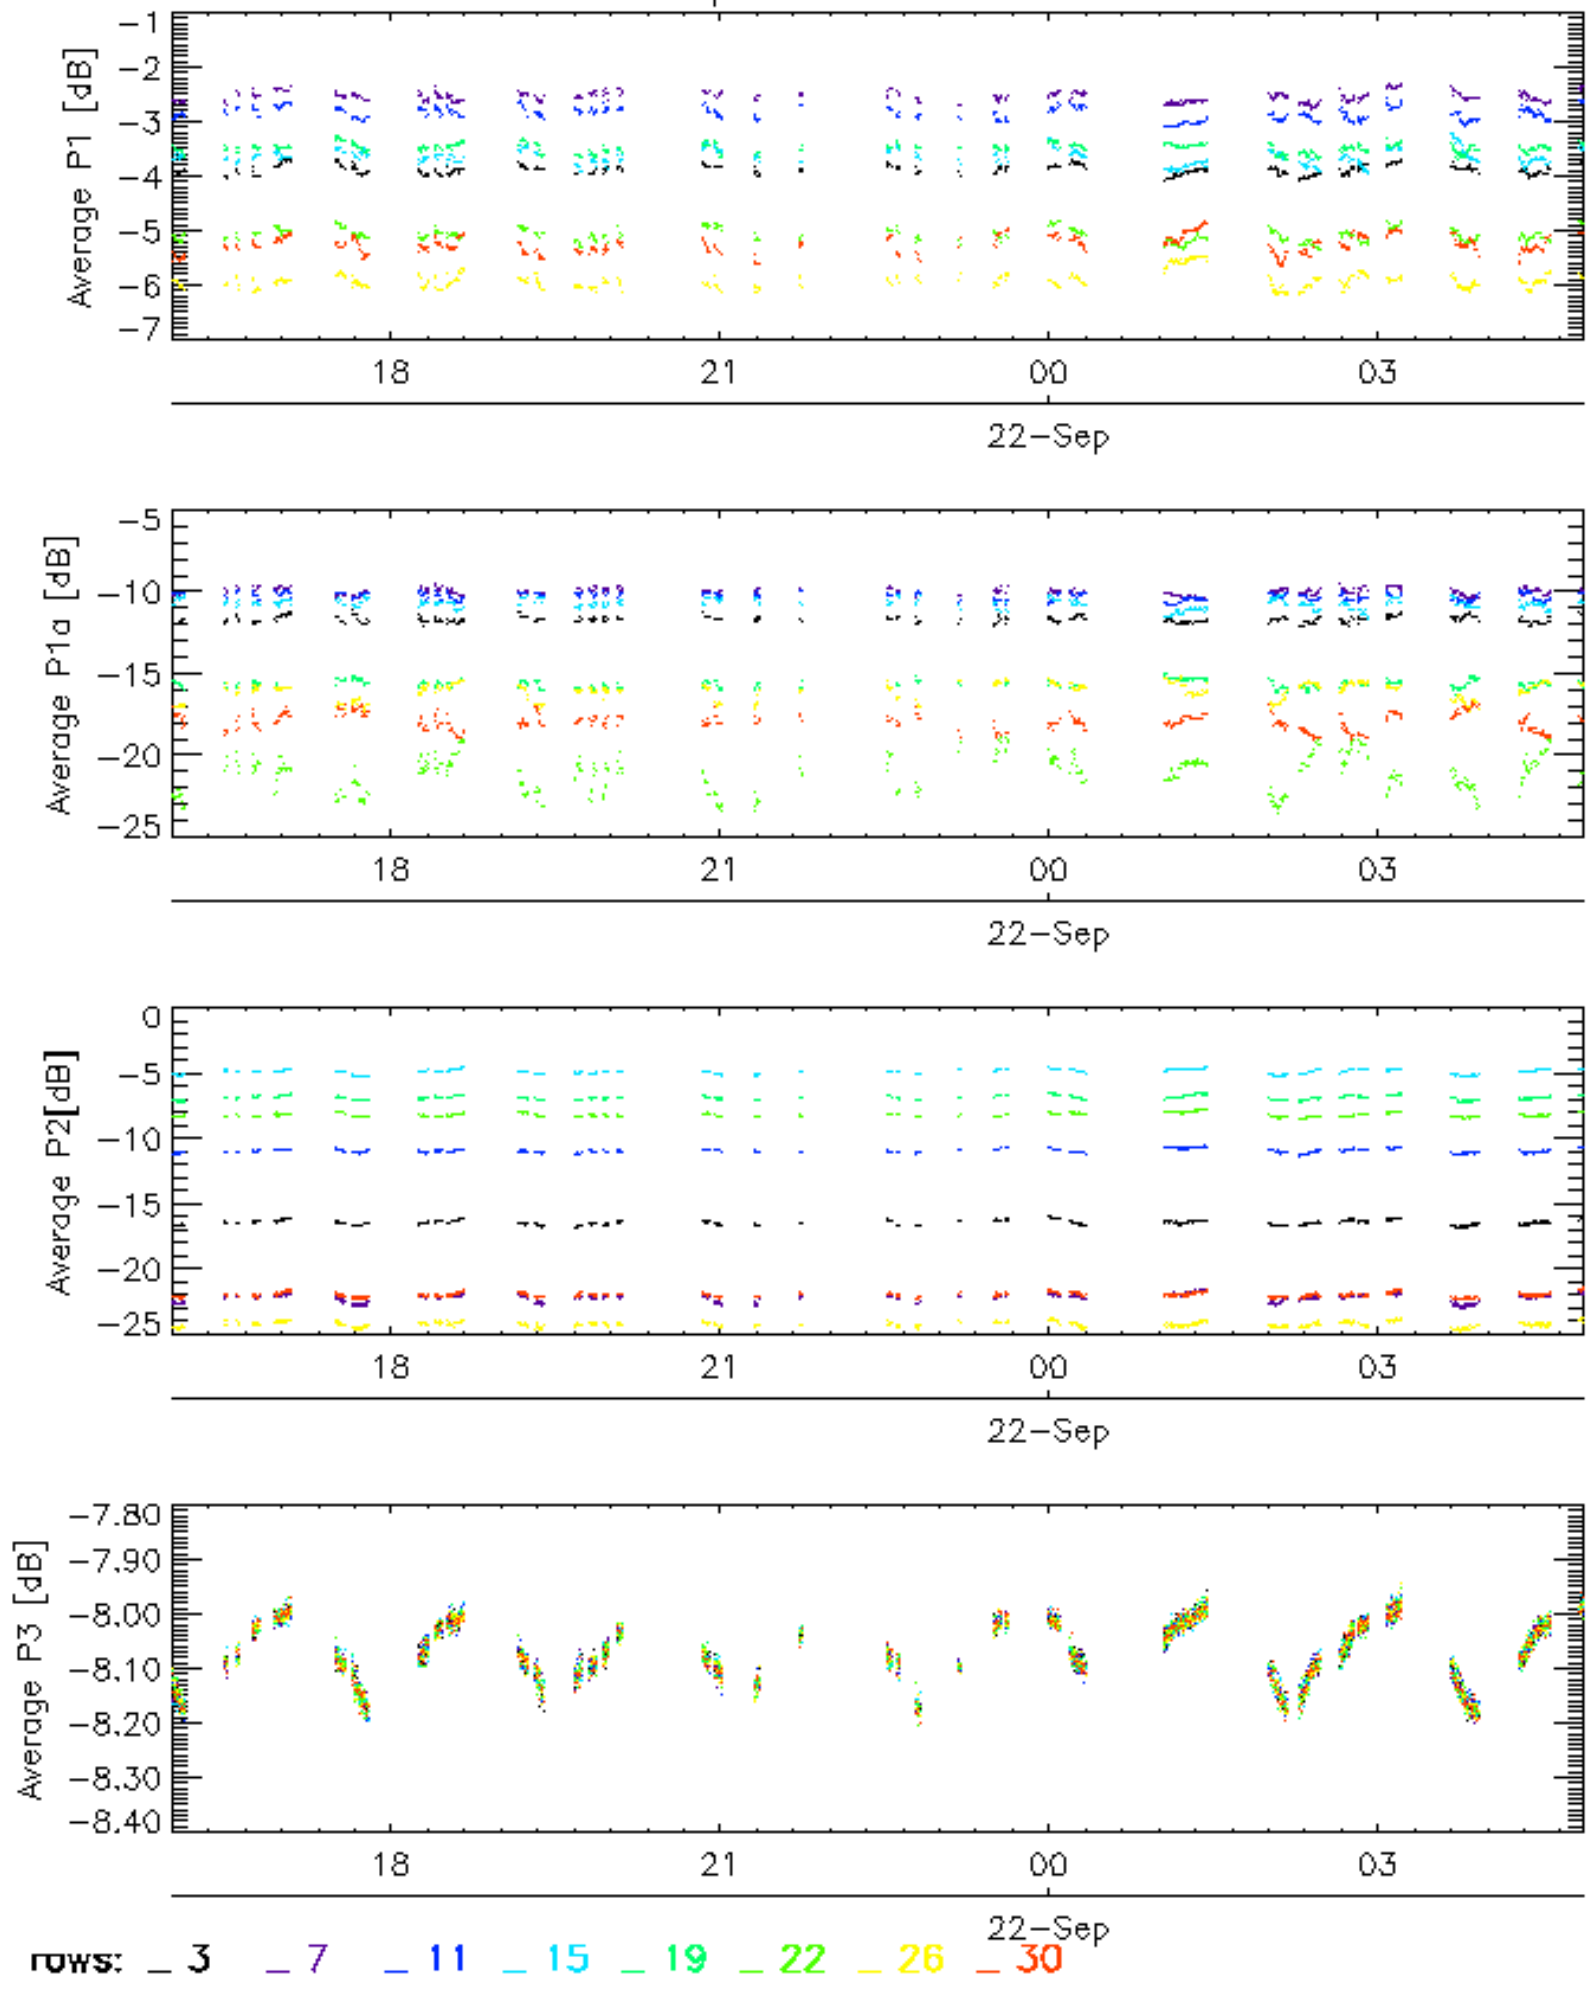 Average P1 [dB]
-1
-2
-3
-4
-5
-6
-7
18 21 00 03
22-Sep
Average P1a [dB]
-5
-10
-15
-20
-25
18 21 00 03
22-Sep
Average P2[dB]
0
-5
-10
-15
-20
-25
18 21 00 03
22-Sep
Average P3 [dB]
-7.80
-7.90
-8.00
-8.10
-8.20
-8.30
-8.40
18 21 00 03
22-Sep
rows: _ 3 _ 7 _ 11 _ 15 _ 19 _ 22 _ 26 _ 30